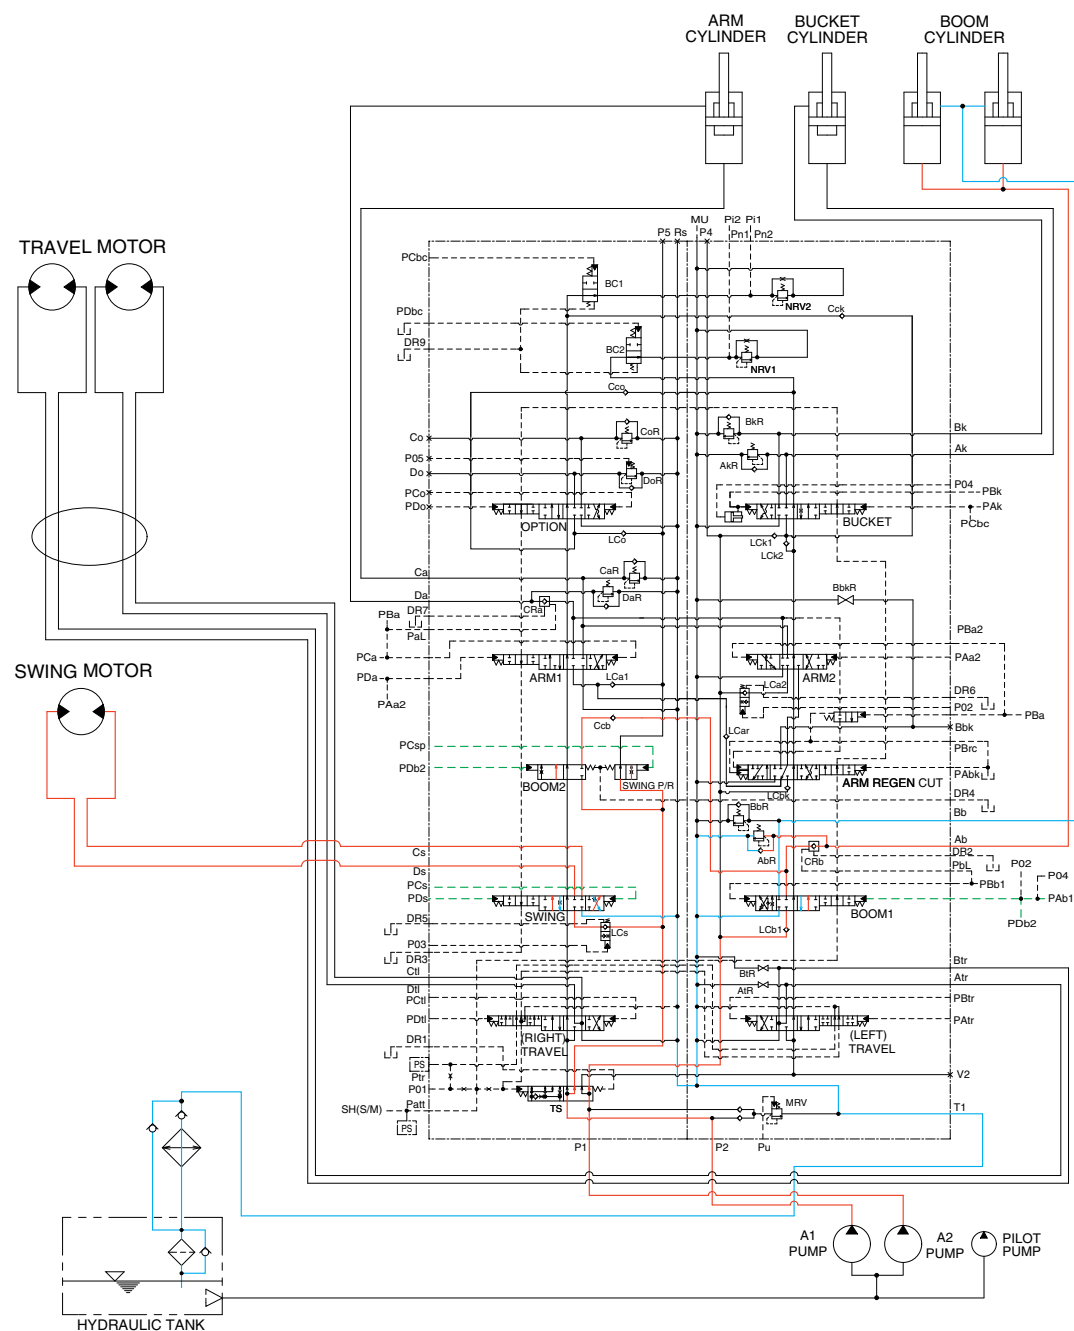 ARM
CYLINDER
BUCKET
CYLINDER
BOOM
CYLINDER
TRAVEL MOTOR
MU
Pi2 Pi1
P5 Rs
P4
Pn1 Pn2
PCbc
BC1
NRV2
Cck
PDbc
DR9
BC2
NRV1
Cco
CoR
BkR
Bk
Co
P05
Do
DoR
AkR
Ak
PCo
PDo
OPTION
LCo
P04
PBk
PAk
PCbc
BUCKET
LCk1
LCk2
Ca
CaR
Da
DaR
DR7
CRa
PBa
PaL
BbkR
PBa2
PCa
PDa
PAa2
ARM1
LCa1
ARM2
PAa2
LCa2
DR6
P02
PBa
Ccb
LCar
Bbk
SWING MOTOR
PCsp
PDb2
BOOM2
SWING P/R
PBrc
PAbk
ARM REGEN CUT
LCbk
DR4
BbR
Bb
Ab
AbR
CRb
DR2
PbL
Cs
Ds
PCs
PDs
SWING
PBb1
P02
P04
PAb1
PDb2
BOOM1
DR5
P03
DR3
LCs
LCb1
Ctl
Dtl
BtR
AtR
Btr
Atr
PCtl
PDtl
(RIGHT)
TRAVEL
PBtr
PAtr
(LEFT)
TRAVEL
DR1
PS
Ptr
P01
TS
V2
Patt
SH(S/M)
PS
MRV
T1
P1
P2
Pu
A1
PUMP
A2
PUMP
PILOT
PUMP
HYDRAULIC TANK